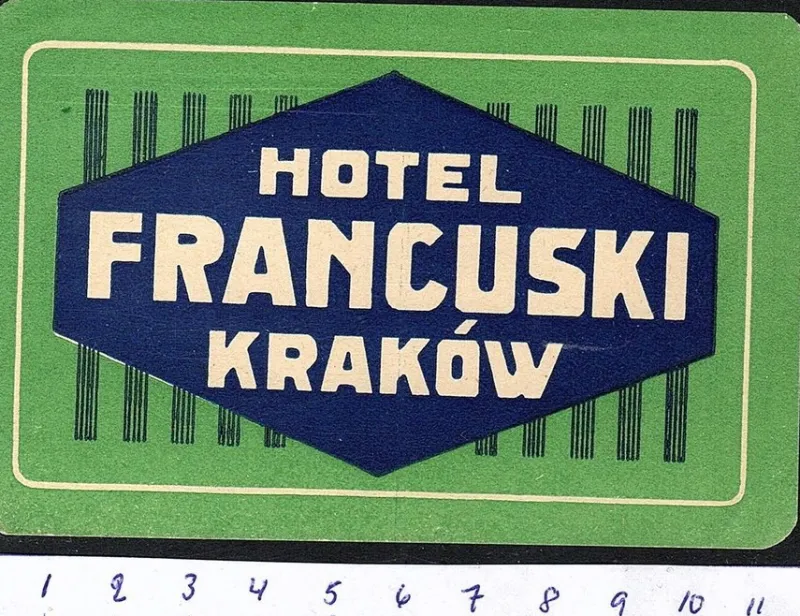 HOTEL
FRANCUSKI
KRAKÓW
1 2 3 4 5 6 7 8 9 10 11